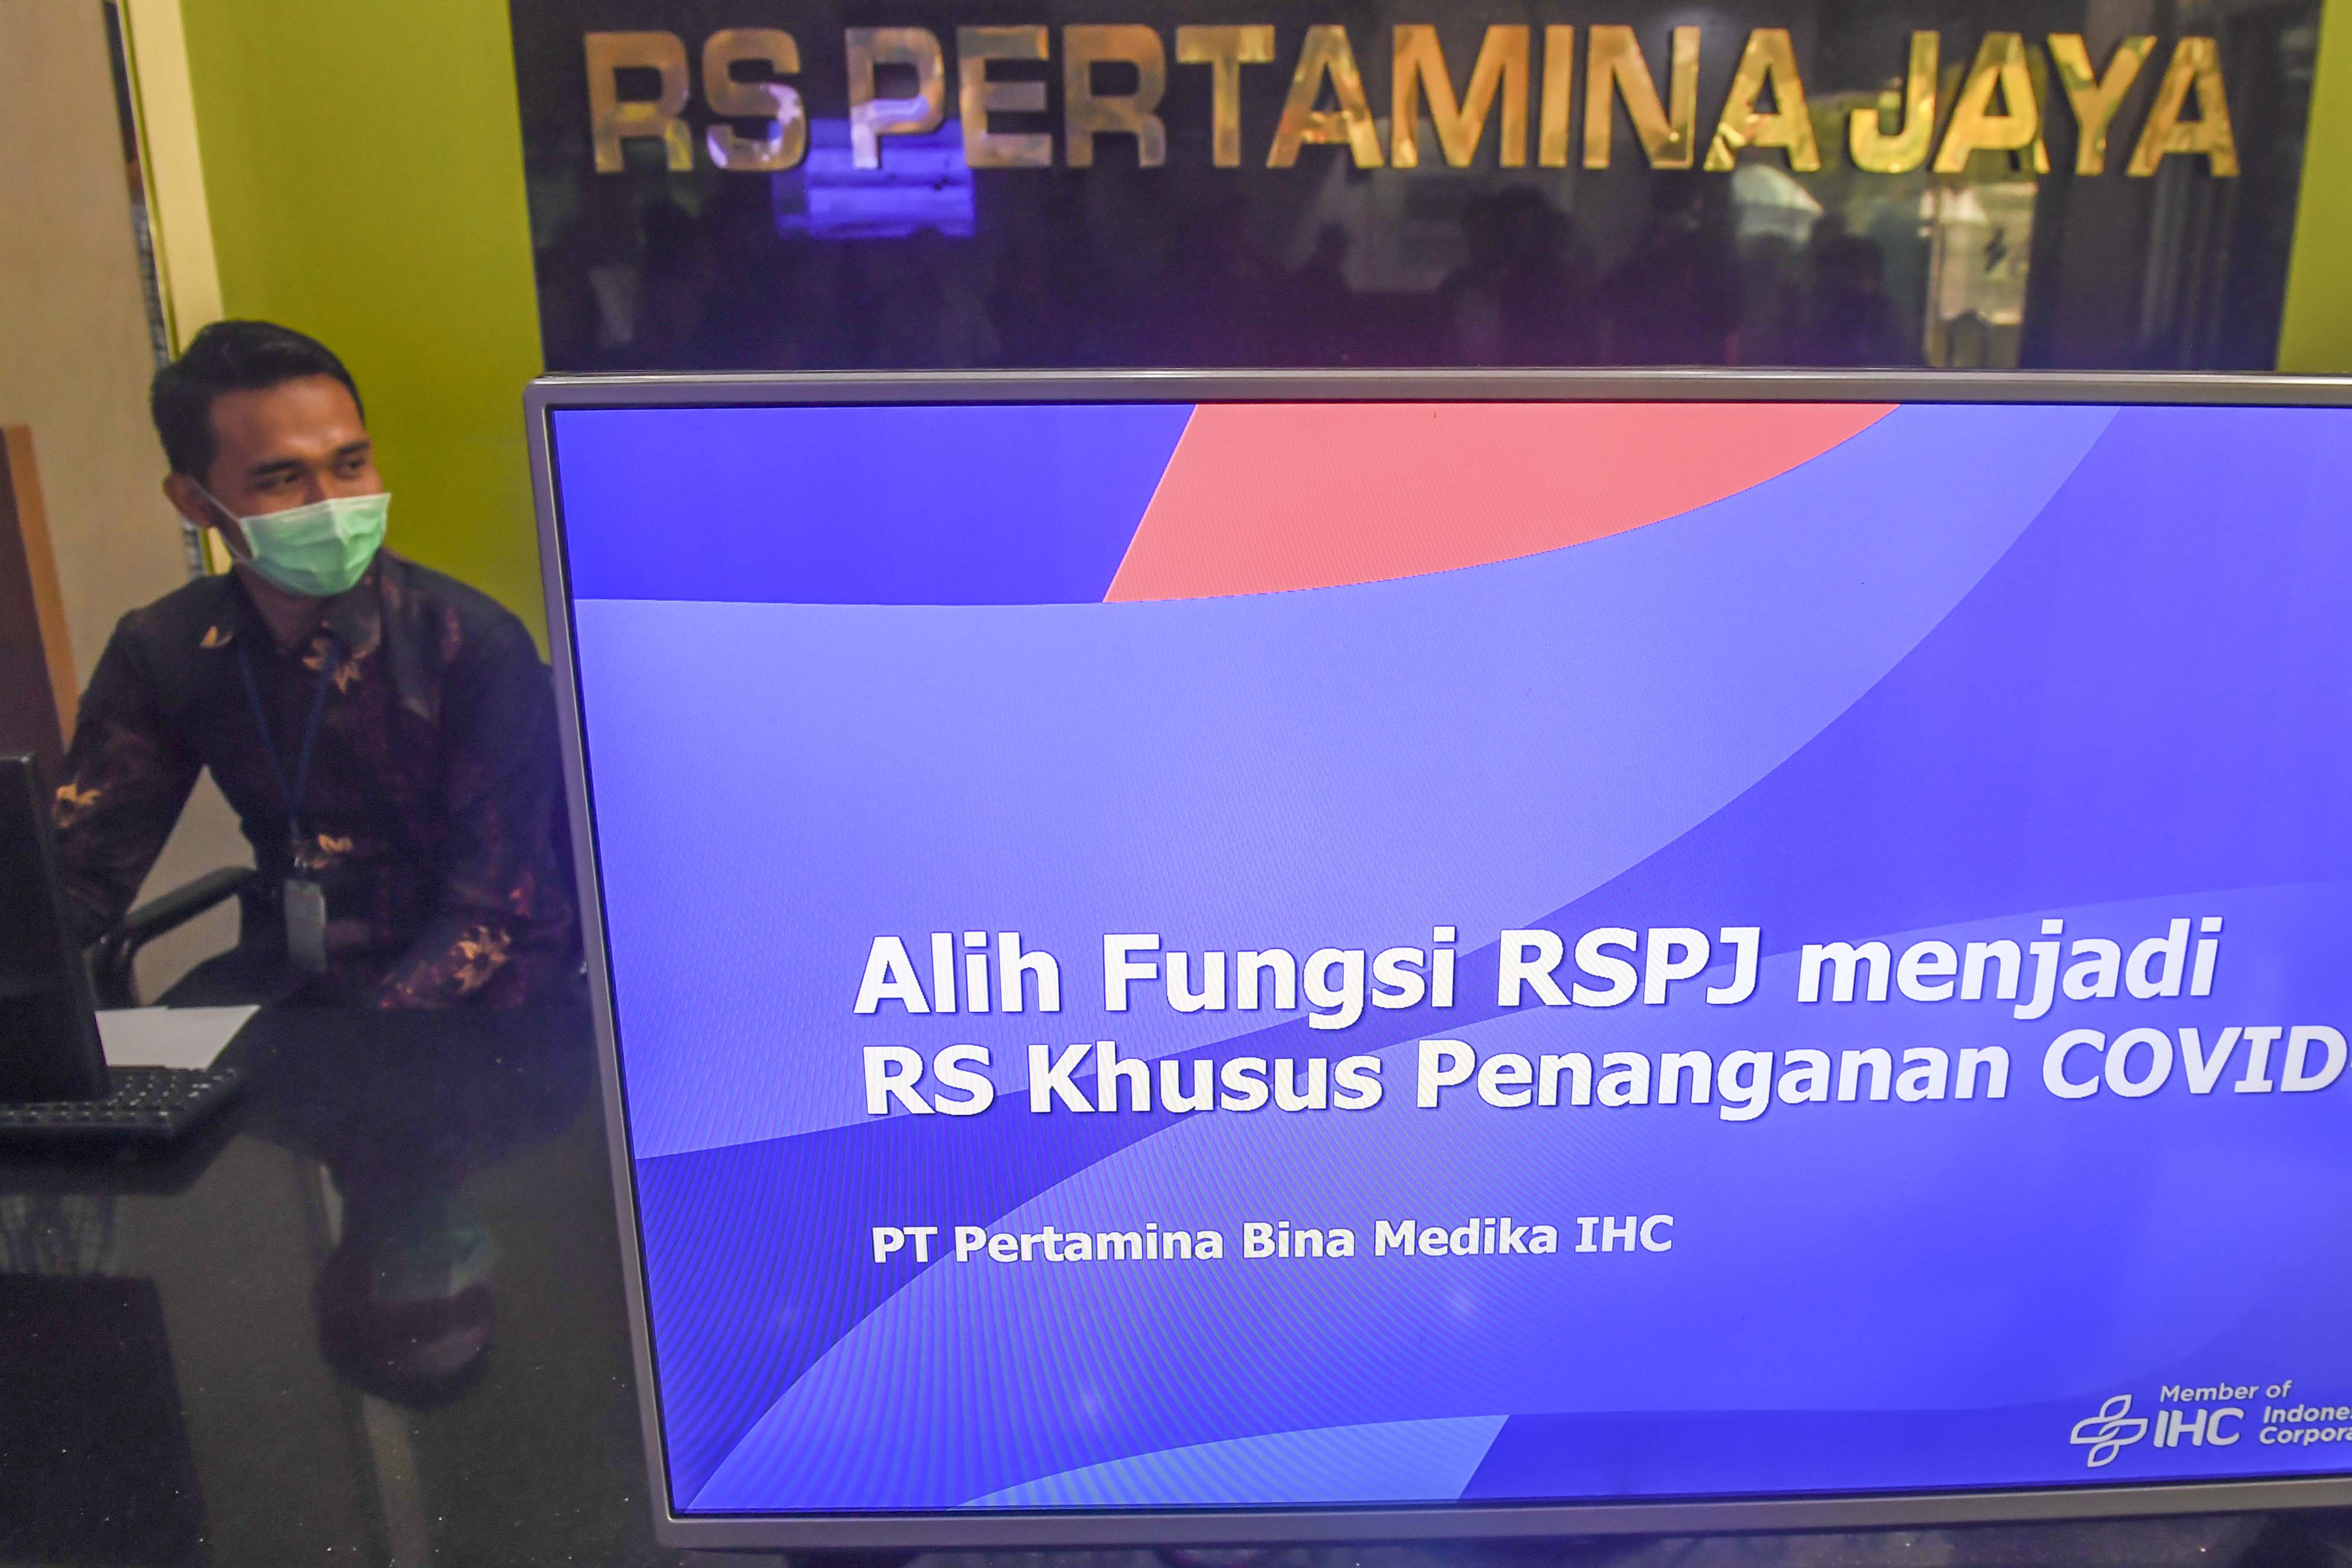 RS PERTAMINA JAYA
Alih Fungsi RSPJ menjadi
RS Khusus Penanganan COVID-
PT Pertamina Bina Medika IHC
Member of
IHC